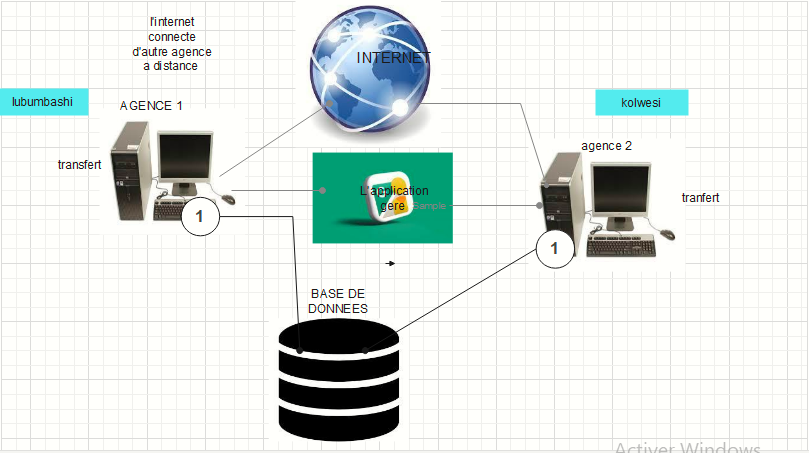 l'internet
connecte
d'autre agence
a distance
INTERNET
lubumbashi
AGENCE 1
kolwesi
agence 2
transfert
tranfert
L'application
gere
Sample
1
1
BASE DE
DONNEES
Activer Windows